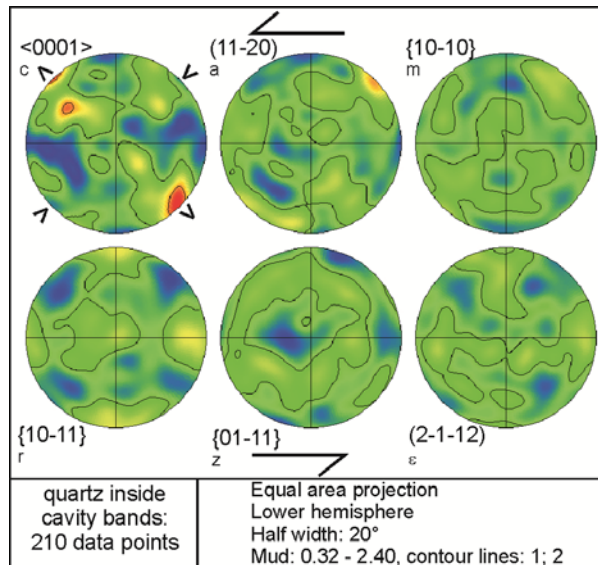 <0001>
c
(11-20)
a
{10-10}
m
{10-11}
r
{01-11}
z
(2-1-12)
ε
quartz inside
cavity bands:
210 data points
Equal area projection
Lower hemisphere
Half width: 20°
Mud: 0.32 - 2.40, contour lines: 1; 2